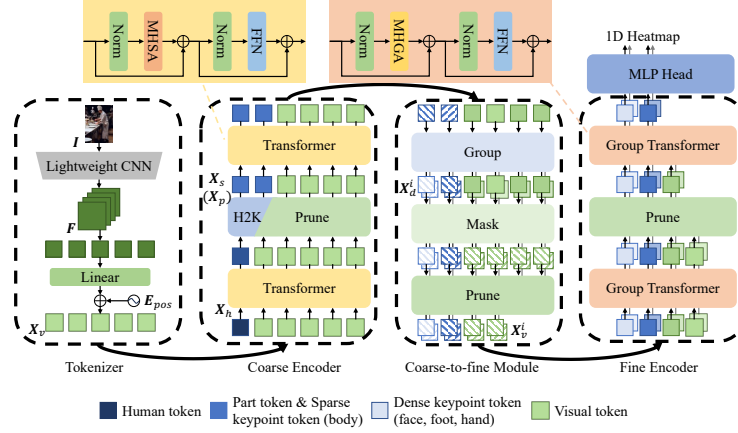 Norm
MHSA
Norm
FFN
Norm
MHGA
Norm
FFN
1D Heatmap
MLP Head
I
Lightweight CNN
F
Linear
E_pos
X_v
Tokenizer
Transformer
X_s
(X_p)
H2K
Prune
Transformer
X_h
Coarse Encoder
Group
X_d^i
Mask
Prune
X_v^i
Coarse-to-fine Module
Group Transformer
Prune
Group Transformer
Fine Encoder
Human token
Part token & Sparse
keypoint token (body)
Dense keypoint token
(face, foot, hand)
Visual token